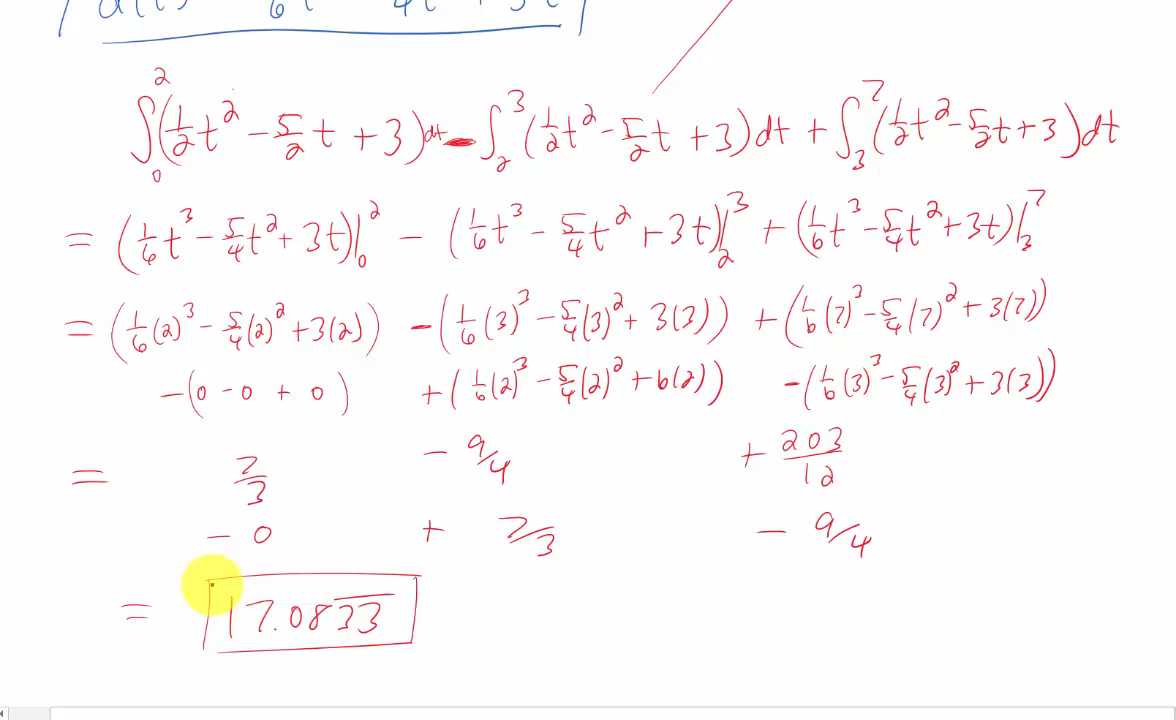 ∫₀² (1/2 t² - 5/2 t + 3) dt - ∫₂³ (1/2 t² - 5/2 t + 3) dt + ∫₃⁷ (1/2 t² - 5/2 t + 3) dt
= (1/6 t³ - 5/4 t² + 3t)|₀² - (1/6 t³ - 5/4 t² + 3t)|₂³ + (1/6 t³ - 5/4 t² + 3t)|₃⁷
= (1/6 (2)³ - 5/4 (2)² + 3(2)) - (1/6 (3)³ - 5/4 (3)² + 3(3)) + (1/6 (7)³ - 5/4 (7)² + 3(7))
- (0 - 0 + 0) + (1/6 (2)³ - 5/4 (2)² + 6(2)) - (1/6 (3)³ - 5/4 (3)² + 3(3))
= 7/3 - 9/4 + 203/12
- 0 + 7/3 - 9/4
= 17.083̅3̅